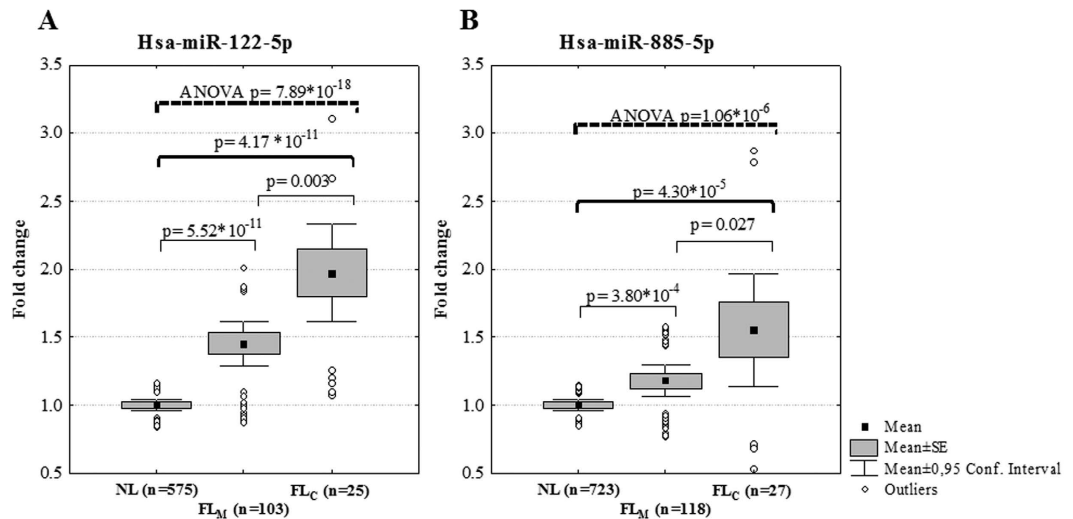 A
Hsa-miR-122-5p
3.5
3.0
2.5
2.0
1.5
1.0
0.5
Fold change
ANOVA p= 7.89*10⁻¹⁸
p= 4.17 *10⁻¹¹
p= 0.003
p= 5.52*10⁻¹¹
NL (n=575)
FL_M (n=103)
FL_C (n=25)
B
Hsa-miR-885-5p
3.5
3.0
2.5
2.0
1.5
1.0
0.5
Fold change
ANOVA p=1.06*10⁻⁶
p= 4.30*10⁻⁵
p= 0.027
p= 3.80*10⁻⁴
NL (n=723)
FL_M (n=118)
FL_C (n=27)
Mean
Mean±SE
Mean±0,95 Conf. Interval
Outliers